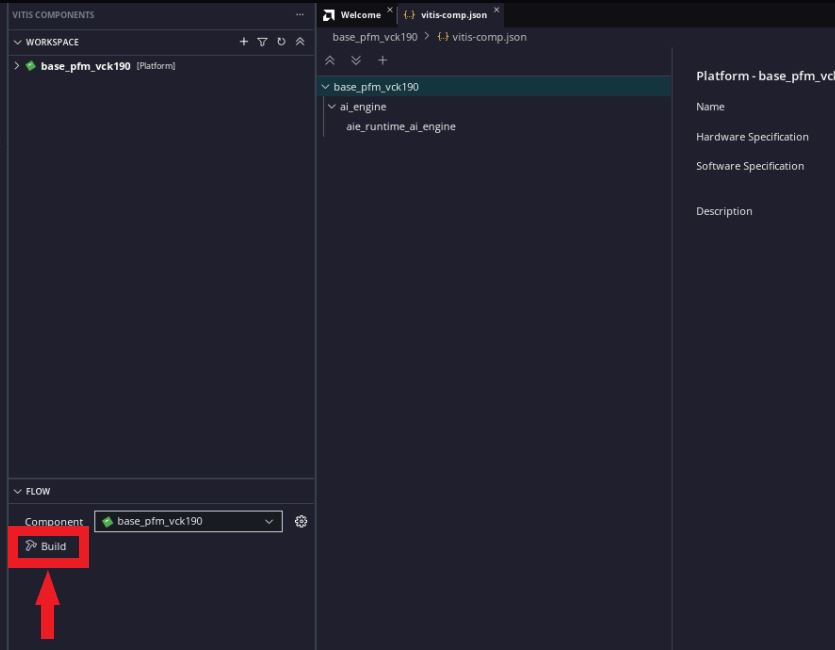 VITIS COMPONENTS
WORKSPACE
base_pfm_vck190 [Platform]
FLOW
Component base_pfm_vck190
Build
Welcome vitis-comp.json
base_pfm_vck190 > {..} vitis-comp.json
base_pfm_vck190
ai_engine
aie_runtime_ai_engine
Platform - base_pfm_vck
Name
Hardware Specification
Software Specification
Description